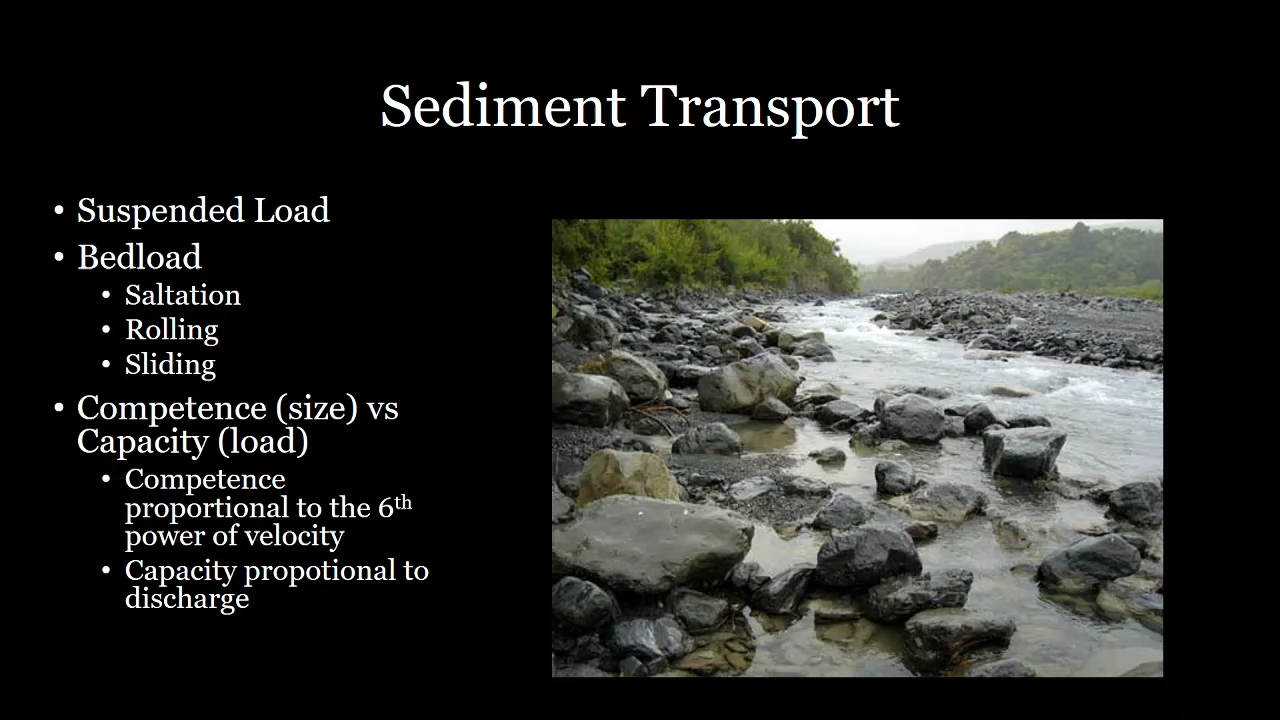 Sediment Transport
• Suspended Load
• Bedload
• Saltation
• Rolling
• Sliding
• Competence (size) vs
Capacity (load)
• Competence
proportional to the 6th
power of velocity
• Capacity propotional to
discharge